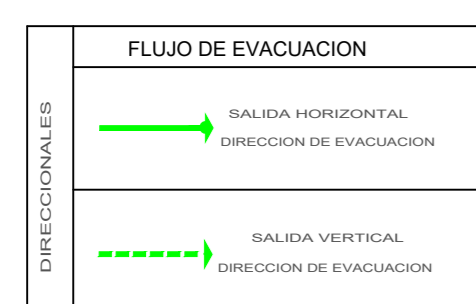 FLUJO DE EVACUACION
DIRECCIONALES
SALIDA HORIZONTAL
DIRECCION DE EVACUACION
SALIDA VERTICAL
DIRECCION DE EVACUACION